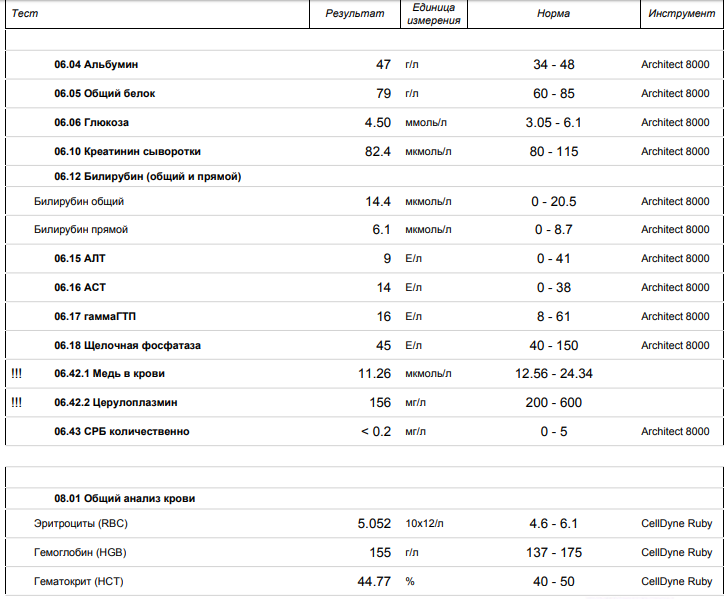 Тест Результат Единица измерения Норма Инструмент
06.04 Альбумин 47 г/л 34 - 48 Architect 8000
06.05 Общий белок 79 г/л 60 - 85 Architect 8000
06.06 Глюкоза 4.50 ммоль/л 3.05 - 6.1 Architect 8000
06.10 Креатинин сыворотки 82.4 мкмоль/л 80 - 115 Architect 8000
06.12 Билирубин (общий и прямой)
Билирубин общий 14.4 мкмоль/л 0 - 20.5 Architect 8000
Билирубин прямой 6.1 мкмоль/л 0 - 8.7 Architect 8000
06.15 АЛТ 9 Е/л 0 - 41 Architect 8000
06.16 АСТ 14 Е/л 0 - 38 Architect 8000
06.17 гаммаГТП 16 Е/л 8 - 61 Architect 8000
06.18 Щелочная фосфатаза 45 Е/л 40 - 150 Architect 8000
!!! 06.42.1 Медь в крови 11.26 мкмоль/л 12.56 - 24.34
!!! 06.42.2 Церулоплазмин 156 мг/л 200 - 600
06.43 СРБ количественно < 0.2 мг/л 0 - 5 Architect 8000
08.01 Общий анализ крови
Эритроциты (RBC) 5.052 10х12/л 4.6 - 6.1 CellDyne Ruby
Гемоглобин (HGB) 155 г/л 137 - 175 CellDyne Ruby
Гематокрит (HCT) 44.77 % 40 - 50 CellDyne Ruby